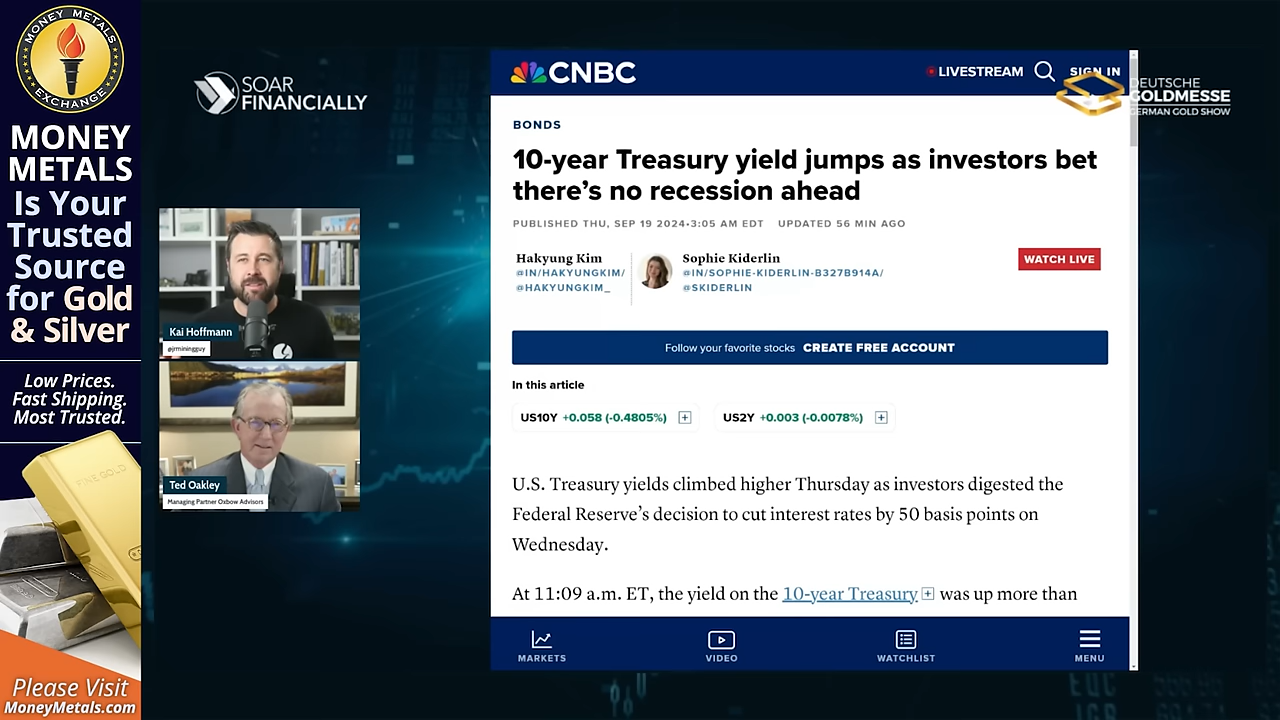 MONEY METALS
EXCHANGE
MONEY
METALS
Is Your
Trusted
Source
for Gold
& Silver
Low Prices.
Fast Shipping.
Most Trusted.
FINE GOLD
Please Visit
MoneyMetals.com
SOAR
FINANCIALLY
Kai Hoffmann
@jrminingguy
Ted Oakley
Managing Partner Oxbow Advisors
CNBC
LIVESTREAM
SIGN IN
DEUTSCHE
GOLDMESSE
GERMAN GOLD SHOW
BONDS
10-year Treasury yield jumps as investors bet
there’s no recession ahead
PUBLISHED THU, SEP 19 2024•3:05 AM EDT UPDATED 56 MIN AGO
Hakyung Kim
@IN/HAKYUNGKIM/
@HAKYUNGKIM_
Sophie Kiderlin
@IN/SOPHIE-KIDERLIN-B327B914A/
@SKIDERLIN
WATCH LIVE
Follow your favorite stocks CREATE FREE ACCOUNT
In this article
US10Y +0.058 (-0.4805%)
US2Y +0.003 (-0.0078%)
U.S. Treasury yields climbed higher Thursday as investors digested the
Federal Reserve’s decision to cut interest rates by 50 basis points on
Wednesday.
At 11:09 a.m. ET, the yield on the 10-year Treasury was up more than
MARKETS
VIDEO
WATCHLIST
MENU